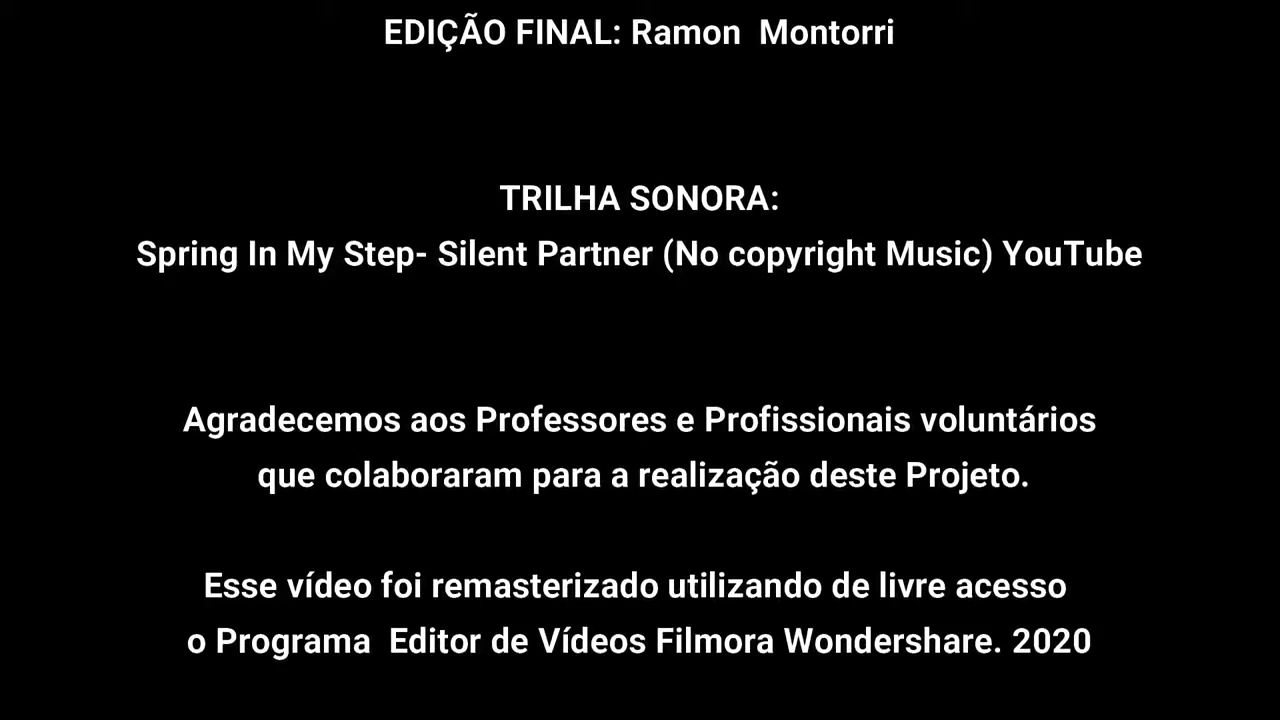 EDIÇÃO FINAL: Ramon  Montorri
TRILHA SONORA:
Spring In My Step- Silent Partner (No copyright Music) YouTube
Agradecemos aos Professores e Profissionais voluntários
que colaboraram para a realização deste Projeto.
Esse vídeo foi remasterizado utilizando de livre acesso
o Programa  Editor de Vídeos Filmora Wondershare. 2020